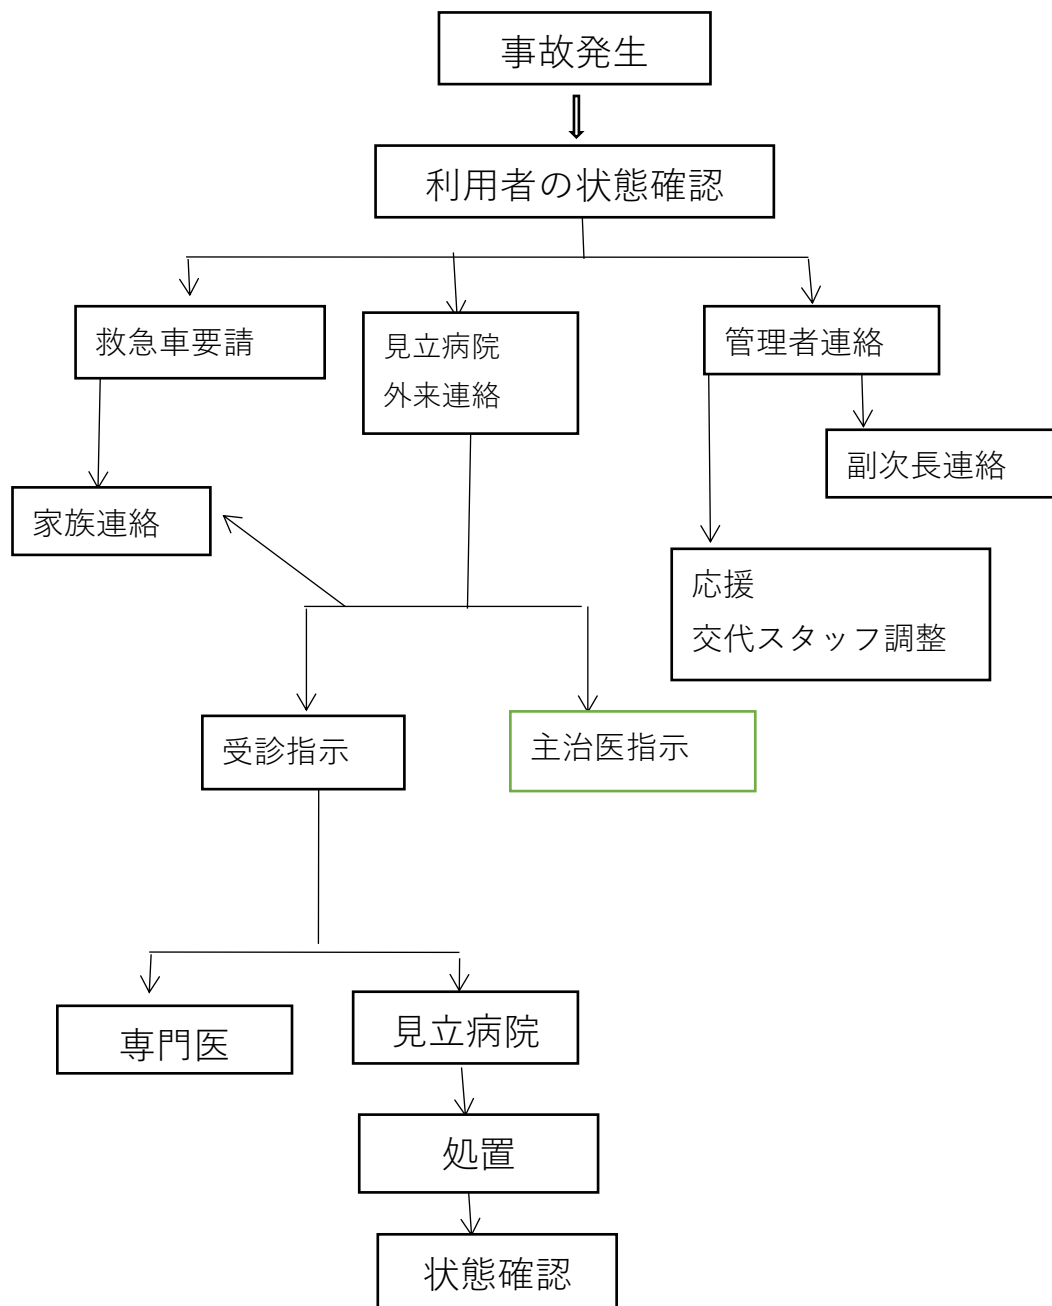 事故発生
利用者の状態確認
救急車要請
見立病院
外来連絡
管理者連絡
副次長連絡
家族連絡
応援
交代スタッフ調整
受診指示
主治医指示
専門医
見立病院
処置
状態確認